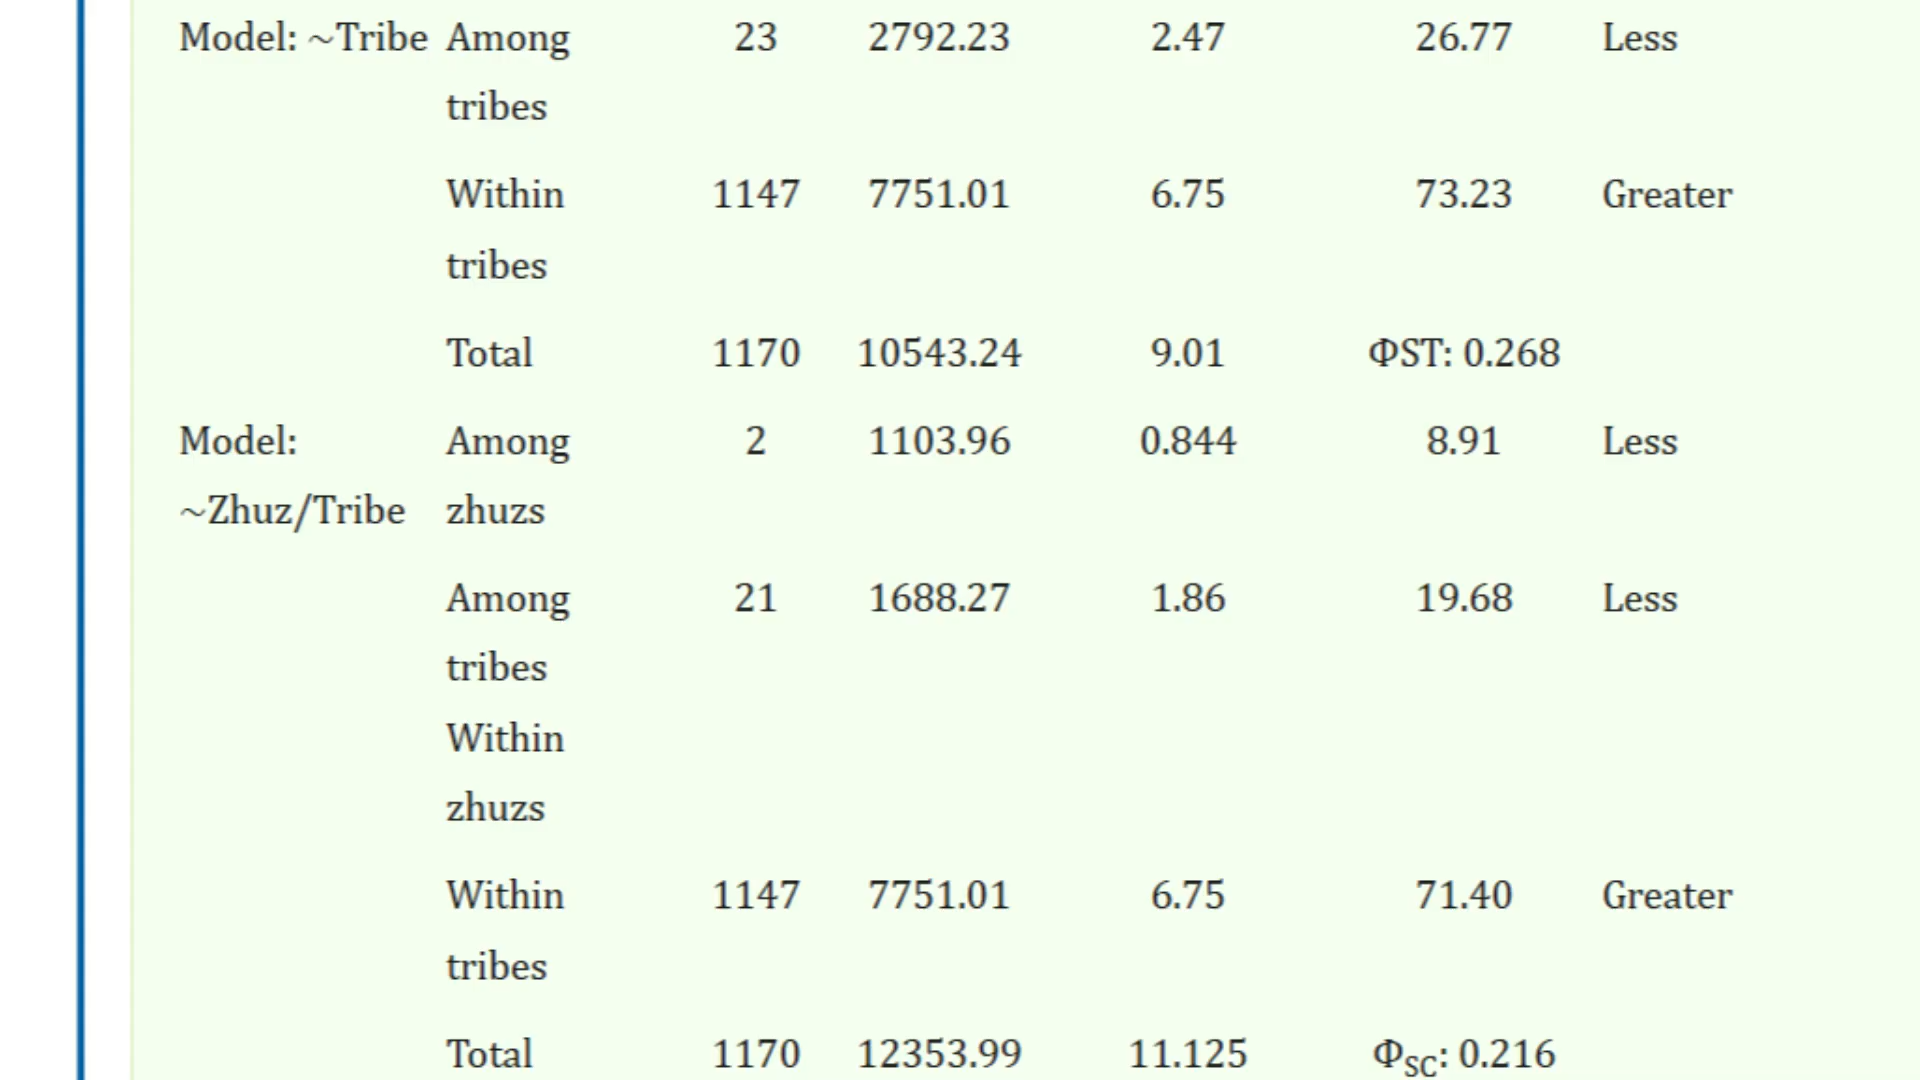 Model: ~Tribe Among 23 2792.23 2.47 26.77 Less
tribes
Within 1147 7751.01 6.75 73.23 Greater
tribes
Total 1170 10543.24 9.01 ΦST: 0.268
Model: Among 2 1103.96 0.844 8.91 Less
~Zhuz/Tribe zhuzs
Among 21 1688.27 1.86 19.68 Less
tribes
Within
zhuzs
Within 1147 7751.01 6.75 71.40 Greater
tribes
Total 1170 12353.99 11.125 ΦSC: 0.216